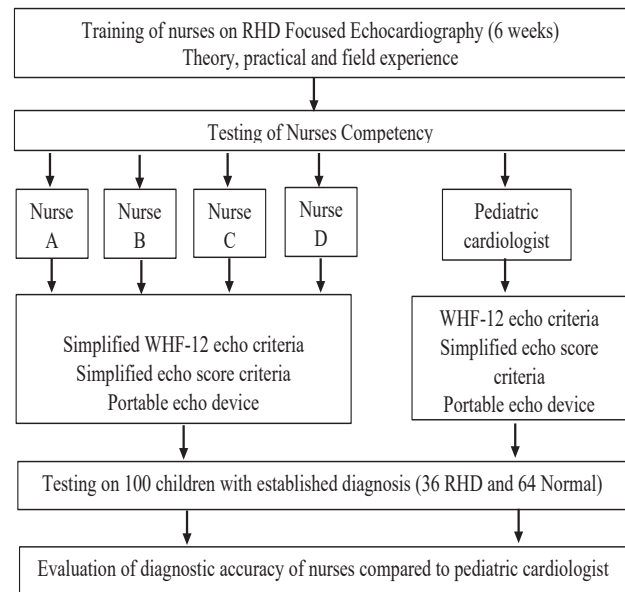 Training of nurses on RHD Focused Echocardiography (6 weeks)
Theory, practical and field experience
Testing of Nurses Competency
Nurse
A
Nurse
B
Nurse
C
Nurse
D
Pediatric
cardiologist
Simplified WHF-12 echo criteria
Simplified echo score criteria
Portable echo device
WHF-12 echo criteria
Simplified echo score
criteria
Portable echo device
Testing on 100 children with established diagnosis (36 RHD and 64 Normal)
Evaluation of diagnostic accuracy of nurses compared to pediatric cardiologist